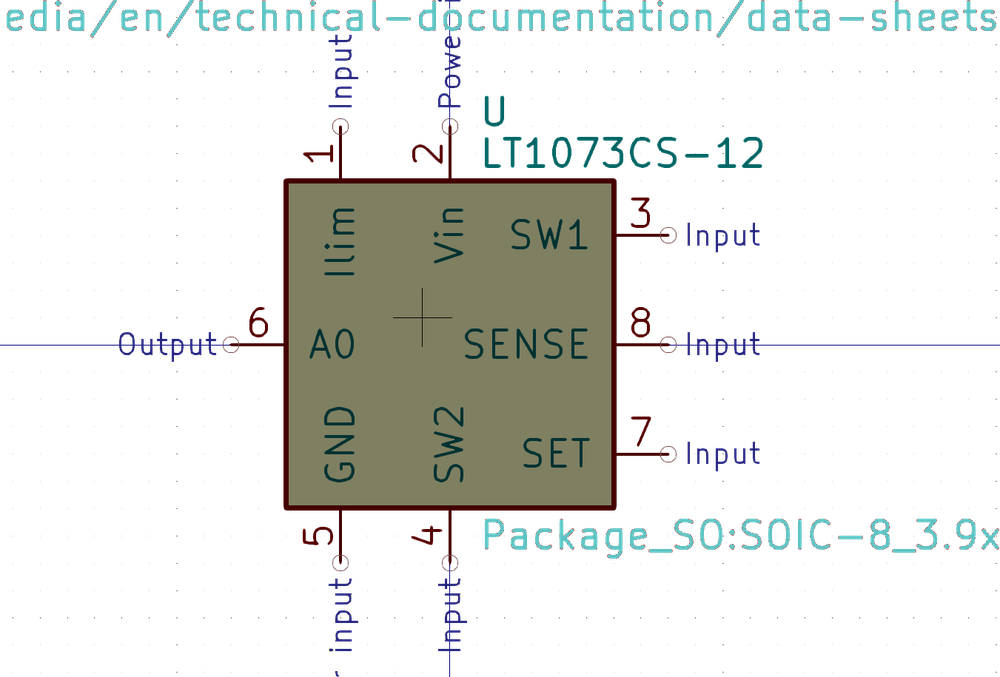 edia/en/technical-documentation/data-sheets
Input
Powe
U
LT1073CS-12
1
2
Ilim
Vin
SW1
3
Input
Output
6
AO
SENSE
8
Input
GND
SW2
SET
7
Input
5
4
Package_SO:SOIC-8_3.9x
input
Input